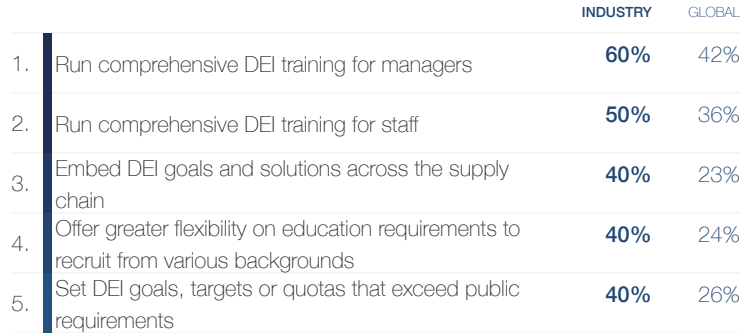 INDUSTRY GLOBAL
1. Run comprehensive DEI training for managers 60% 42%
2. Run comprehensive DEI training for staff 50% 36%
3. Embed DEI goals and solutions across the supply
chain 40% 23%
4. Offer greater flexibility on education requirements to
recruit from various backgrounds 40% 24%
5. Set DEI goals, targets or quotas that exceed public
requirements 40% 26%